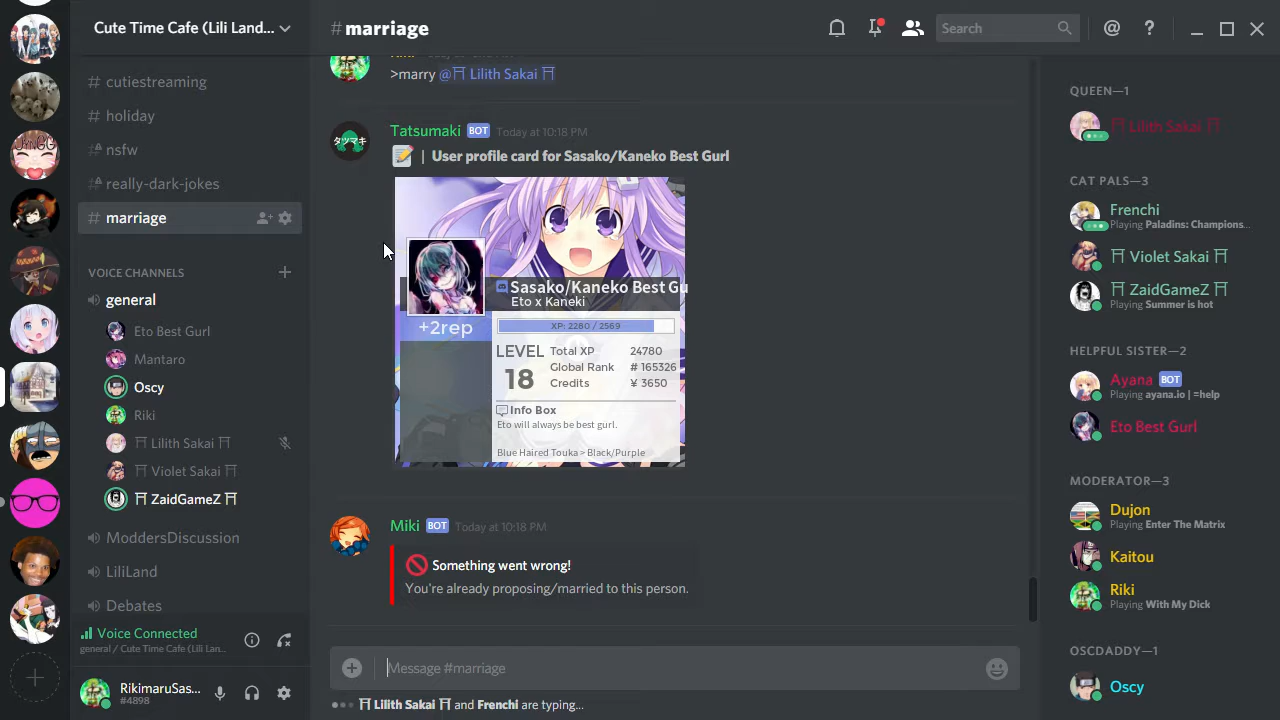 Cute Time Cafe (Lili Land...
# cutiestreaming
# holiday
# nsfw
# really-dark-jokes
# marriage
VOICE CHANNELS
general
Eto Best Gurl
Mantaro
Oscy
Riki
⛩ Lilith Sakai ⛩
⛩ Violet Sakai ⛩
⛩ ZaidGameZ ⛩
ModdersDiscussion
LiliLand
Debates
Voice Connected
general / Cute Time Cafe (Lili Lan...
RikimaruSas...
#4898
# marriage
Search
>marry @⛩ Lilith Sakai ⛩
タツマキ
Tatsumaki BOT Today at 10:18 PM
| User profile card for Sasako/Kaneko Best Gurl
Sasako/Kaneko Best Gu
Eto x Kaneki
+2rep
XP: 2280 / 2569
LEVEL
18
Total XP 24780
Global Rank # 165326
Credits ¥ 3650
Info Box
Eto will always be best gurl.
Blue Haired Touka > Black/Purple
Miki BOT Today at 10:18 PM
Something went wrong!
You're already proposing/married to this person.
Message #marriage
⛩ Lilith Sakai ⛩ and Frenchi are typing...
QUEEN—1
⛩ Lilith Sakai ⛩
CAT PALS—3
Frenchi
Playing Paladins: Champions...
⛩ Violet Sakai ⛩
⛩ ZaidGameZ ⛩
Playing Summer is hot
HELPFUL SISTER—2
Ayana BOT
Playing ayana.io | =help
Eto Best Gurl
MODERATOR—3
Dujon
Playing Enter The Matrix
Kaitou
Riki
Playing With My Dick
OSCDADDY—1
Oscy